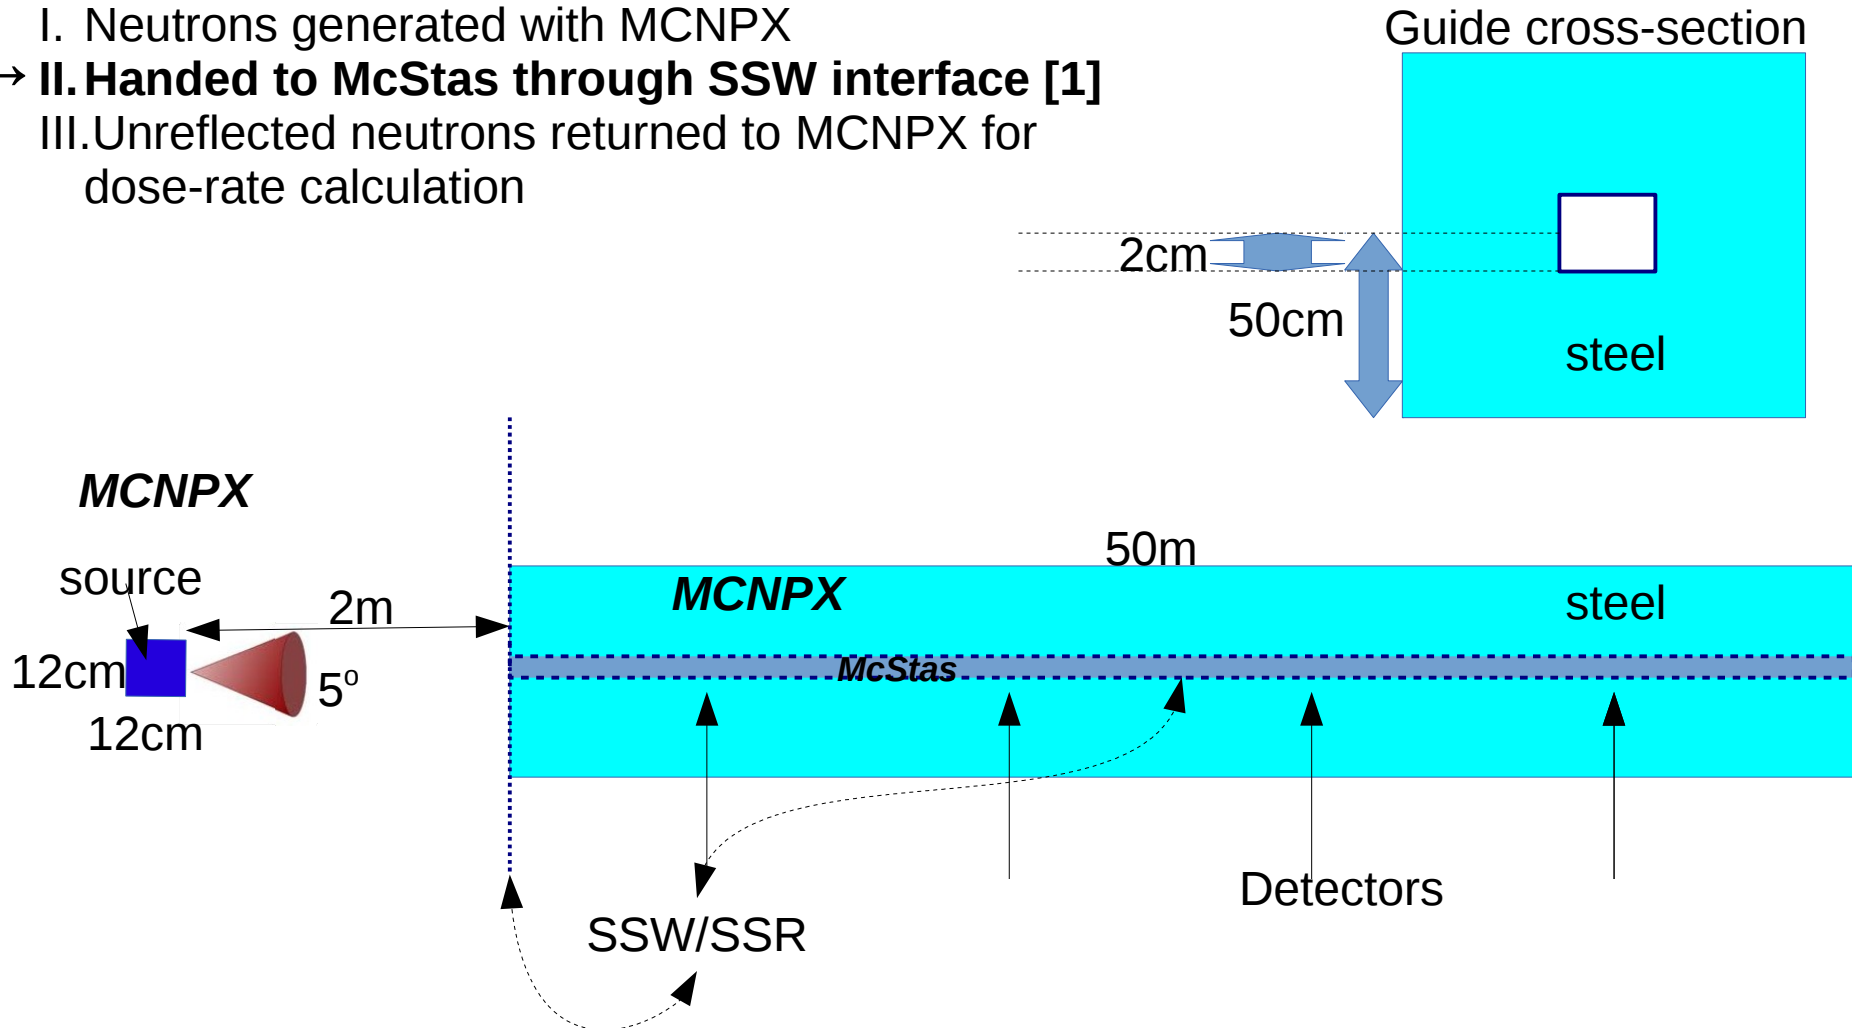 I. Neutrons generated with MCNPX
→ II. Handed to McStas through SSW interface [1]
III.Unreflected neutrons returned to MCNPX for
dose-rate calculation
Guide cross-section
2cm
50cm
steel
MCNPX
source
2m
12cm
5o
12cm
50m
MCNPX
steel
McStas
Detectors
SSW/SSR